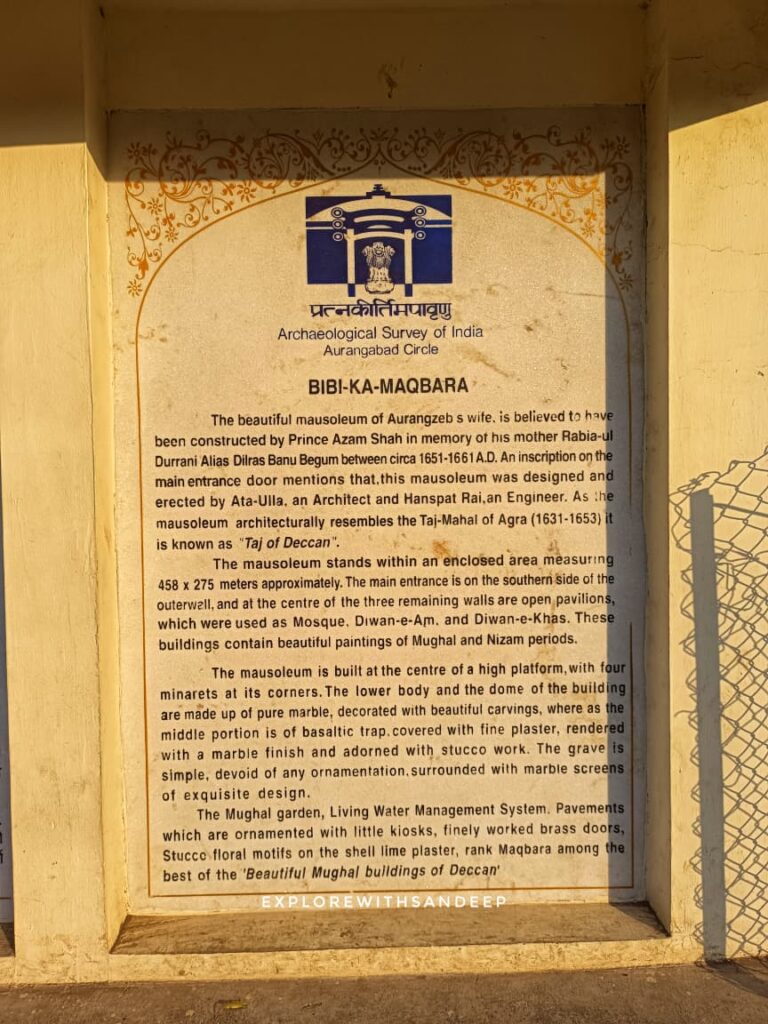 प्रत्नकीर्तिमपावृणु
Archaeological Survey of India
Aurangabad Circle
BIBI-KA-MAQBARA
The beautiful mausoleum of Aurangzeb s wife, is believed to have
been constructed by Prince Azam Shah in memory of his mother Rabia-ul
Durrani Alias Dilras Banu Begum between circa 1651-1661 A.D. An inscription on the
main entrance door mentions that, this mausoleum was designed and
erected by Ata-Ulla, an Architect and Hanspat Rai, an Engineer. As the
mausoleum architecturally resembles the Taj-Mahal of Agra (1631-1653) it
is known as "Taj of Deccan".
The mausoleum stands within an enclosed area measuring
458 x 275 meters approximately. The main entrance is on the southern side of the
outerwall, and at the centre of the three remaining walls are open pavilions,
which were used as Mosque, Diwan-e-Am, and Diwan-e-Khas. These
buildings contain beautiful paintings of Mughal and Nizam periods.
The mausoleum is built at the centre of a high platform, with four
minarets at its corners. The lower body and the dome of the building
are made up of pure marble, decorated with beautiful carvings, where as the
middle portion is of basaltic trap, covered with fine plaster, rendered
with a marble finish and adorned with stucco work. The grave is
simple, devoid of any ornamentation, surrounded with marble screens
of exquisite design.
The Mughal garden, Living Water Management System. Pavements
which are ornamented with little kiosks, finely worked brass doors,
Stucco floral motifs on the shell lime plaster, rank Maqbara among the
best of the 'Beautiful Mughal buildings of Deccan'
EXPLOREWITHSANDEEP